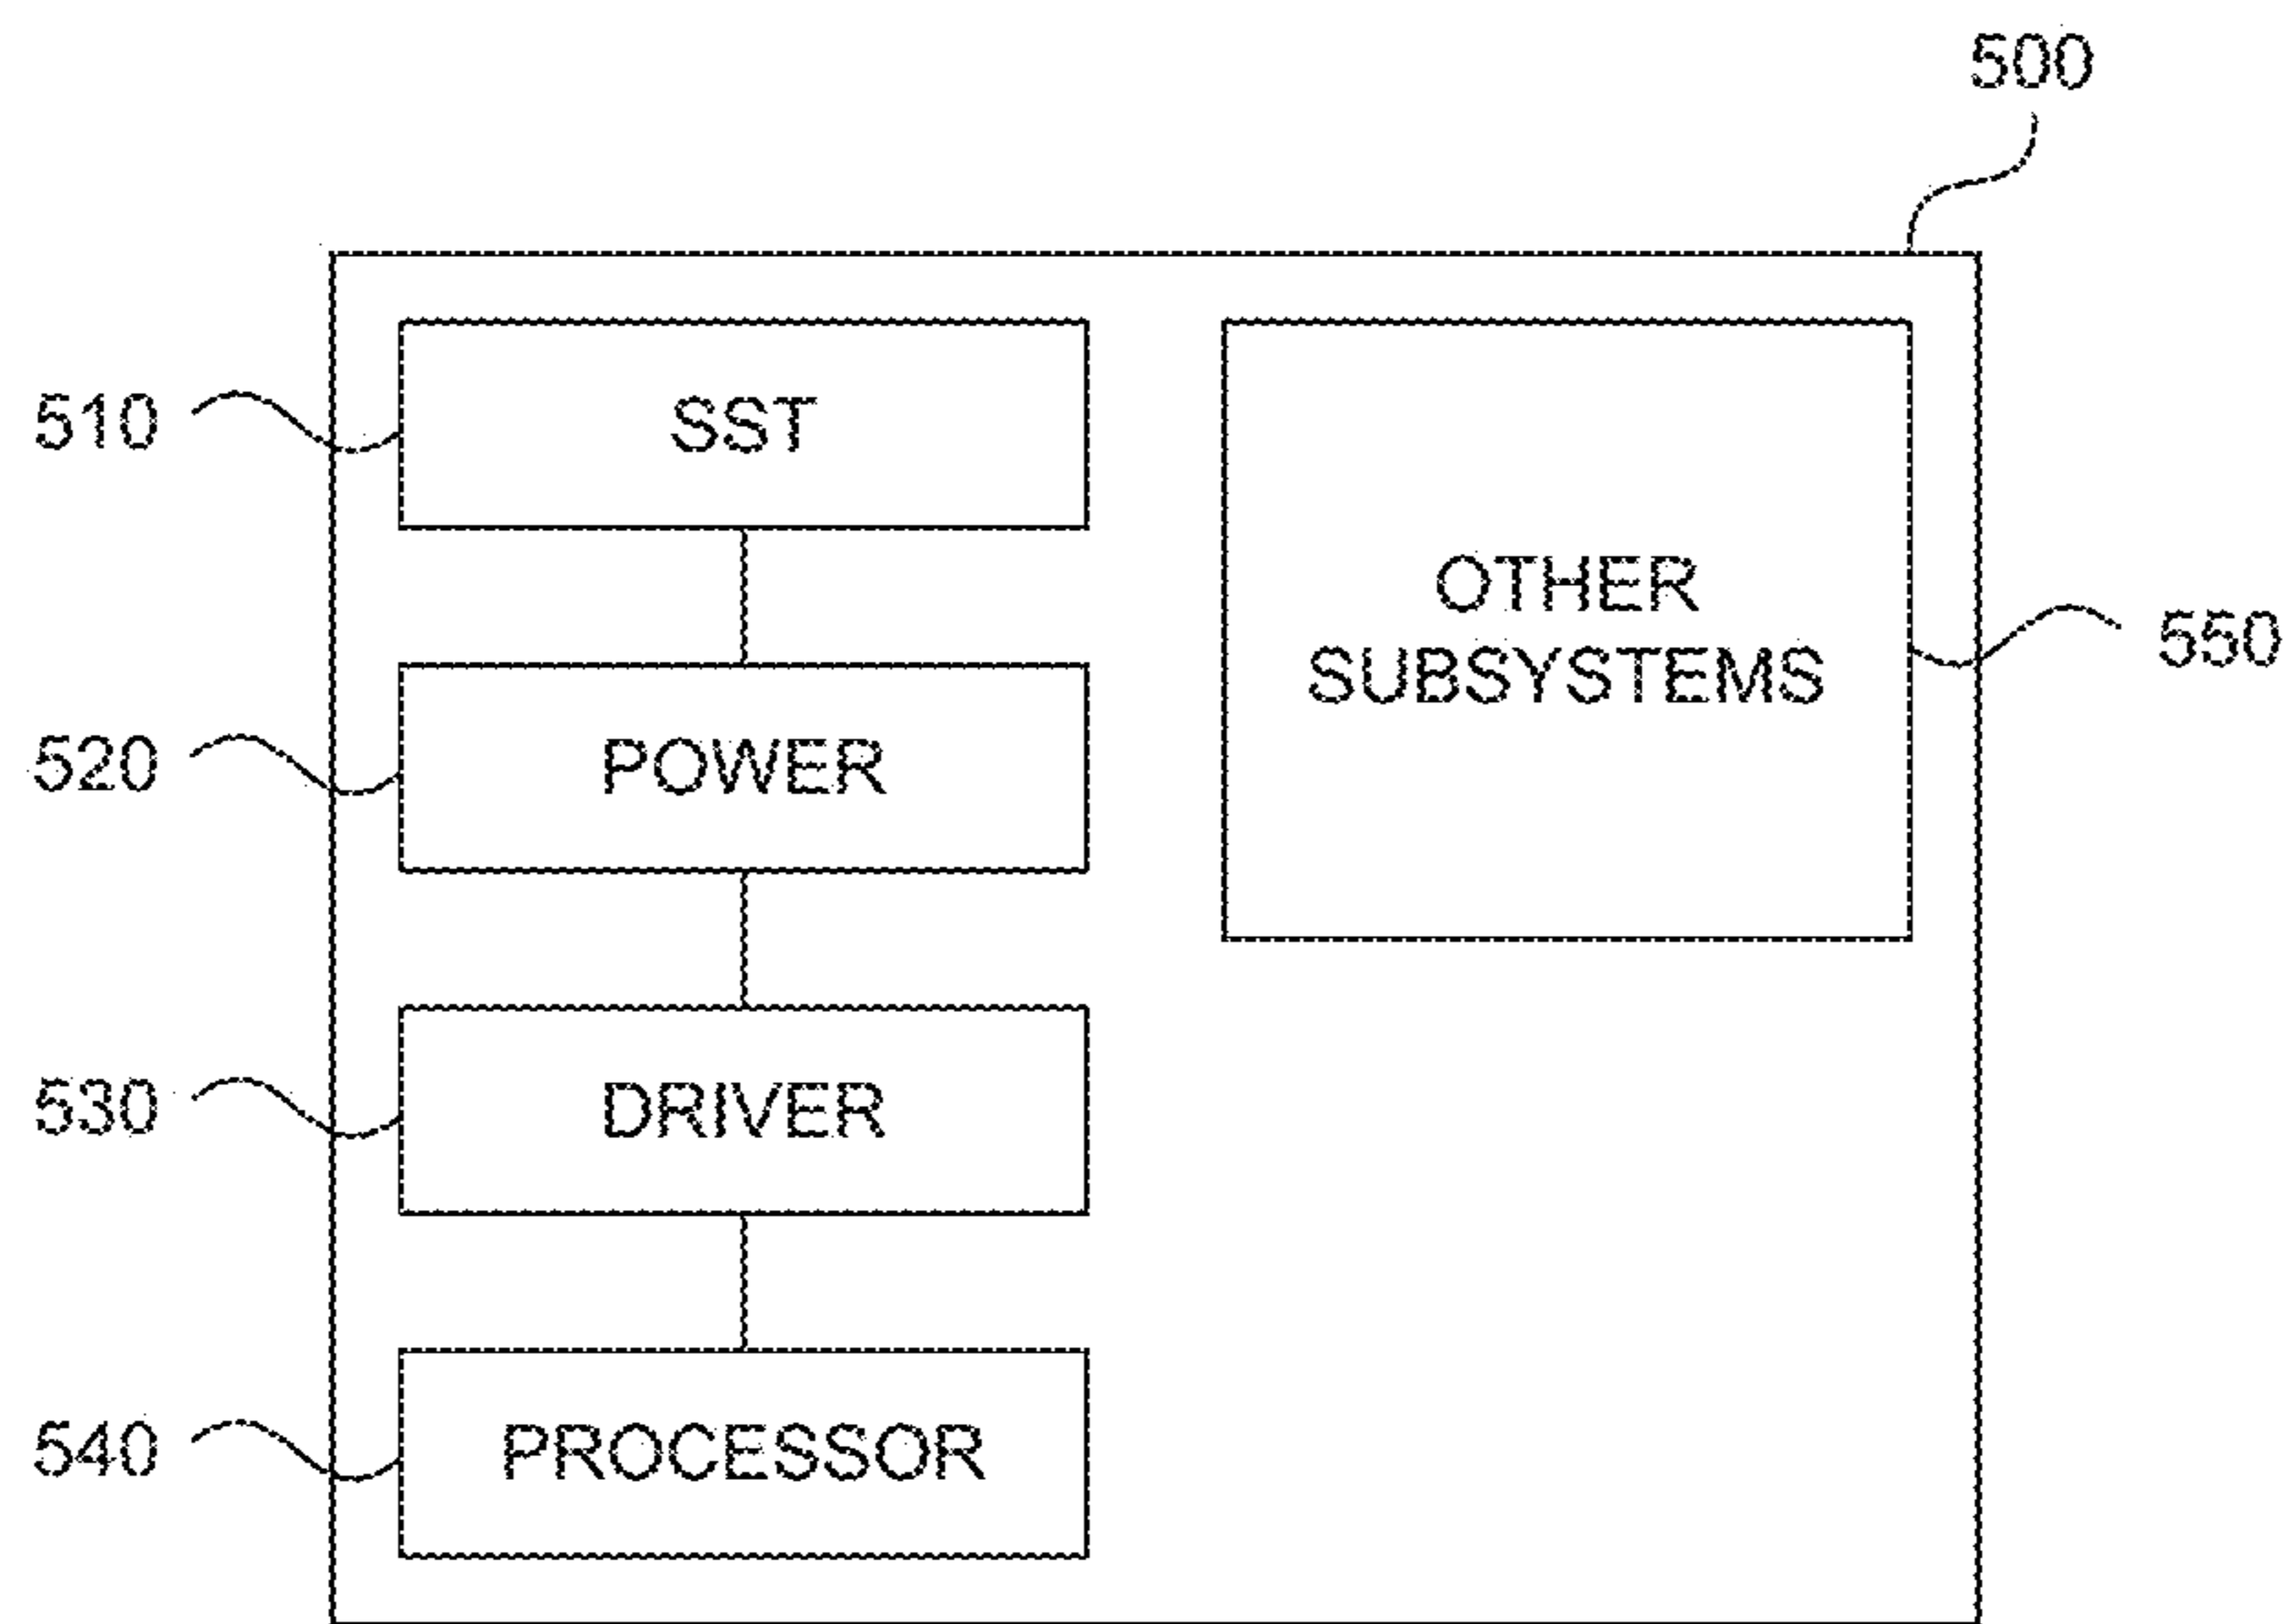 500
510
SST
OTHER
SUBSYSTEMS
550
520
POWER
530
DRIVER
540
PROCESSOR